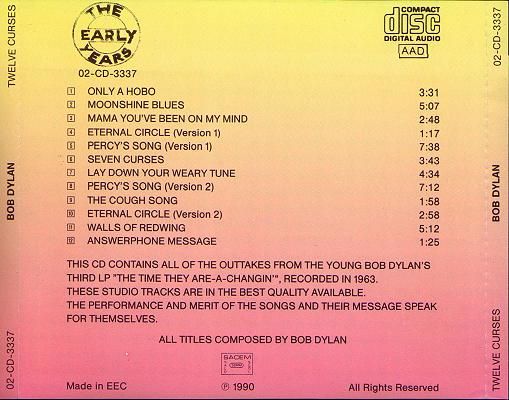 TWELVE CURSES
BOB DYLAN
02-CD-3337
THE
EARLY
YEARS
02-CD-3337
COMPACT
disc
DIGITAL AUDIO
AAD
1 ONLY A HOBO 3:31
2 MOONSHINE BLUES 5:07
3 MAMA YOU'VE BEEN ON MY MIND 2:48
4 ETERNAL CIRCLE (Version 1) 1:17
5 PERCY'S SONG (Version 1) 7:38
6 SEVEN CURSES 3:43
7 LAY DOWN YOUR WEARY TUNE 4:34
8 PERCY'S SONG (Version 2) 7:12
9 THE COUGH SONG 1:58
10 ETERNAL CIRCLE (Version 2) 2:58
11 WALLS OF REDWING 5:12
12 ANSWERPHONE MESSAGE 1:25
THIS CD CONTAINS ALL OF THE OUTTAKES FROM THE YOUNG BOB DYLAN'S
THIRD LP "THE TIME THEY ARE-A-CHANGIN'", RECORDED IN 1963.
THESE STUDIO TRACKS ARE IN THE BEST QUALITY AVAILABLE.
THE PERFORMANCE AND MERIT OF THE SONGS AND THEIR MESSAGE SPEAK
FOR THEMSELVES.
ALL TITLES COMPOSED BY BOB DYLAN
SACEM
Made in EEC
℗ 1990
All Rights Reserved
02-CD-3337
BOB DYLAN
TWELVE CURSES